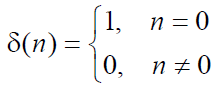 δ(n) = {1, n = 0
0, n ≠ 0